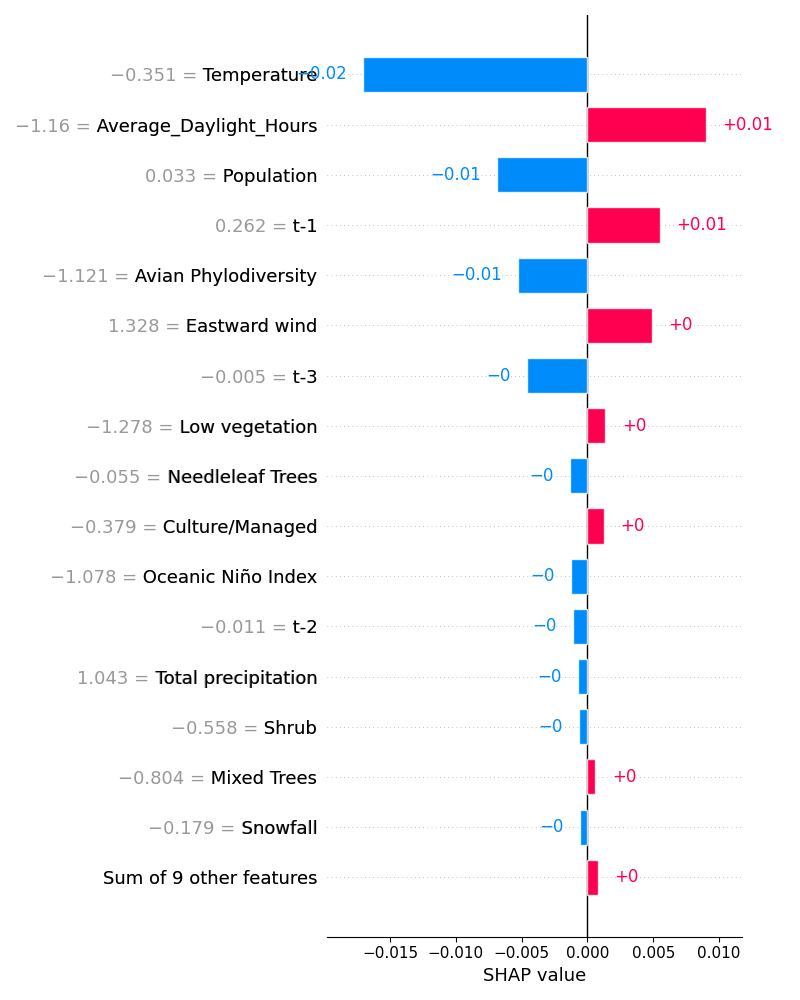 −0.351 = Temperature −0.02
−1.16 = Average_Daylight_Hours +0.01
0.033 = Population −0.01
0.262 = t-1 +0.01
−1.121 = Avian Phylodiversity −0.01
1.328 = Eastward wind +0
−0.005 = t-3 −0
−1.278 = Low vegetation +0
−0.055 = Needleleaf Trees −0
−0.379 = Culture/Managed +0
−1.078 = Oceanic Niño Index −0
−0.011 = t-2 −0
1.043 = Total precipitation −0
−0.558 = Shrub −0
−0.804 = Mixed Trees +0
−0.179 = Snowfall −0
Sum of 9 other features +0
−0.015 −0.010 −0.005 0.000 0.005 0.010
SHAP value